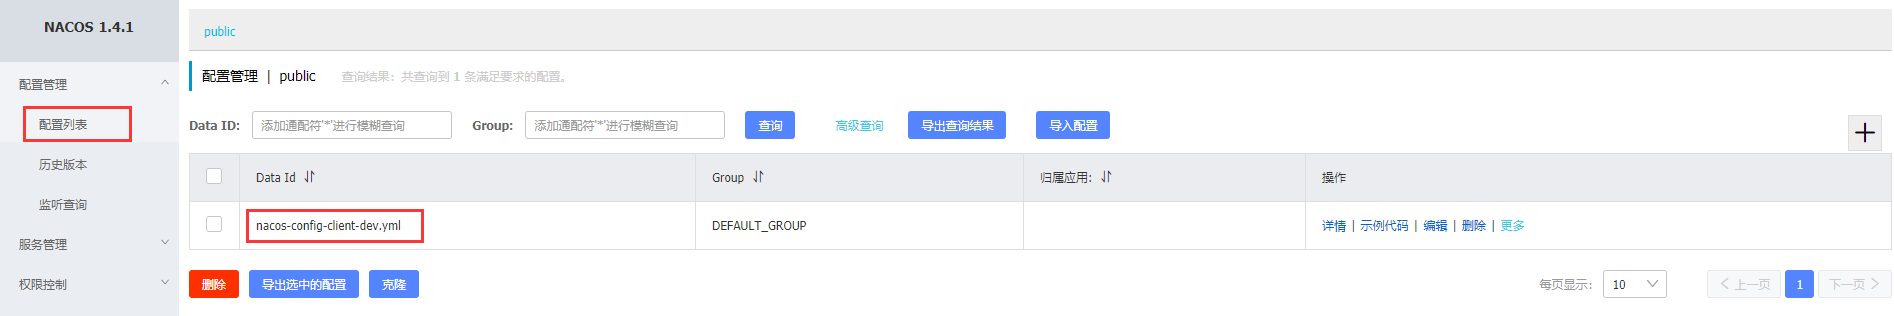 NACOS 1.4.1
配置管理
配置列表
历史版本
监听查询
服务管理
权限控制
public
配置管理 | public 查询结果：共查询到 1 条满足要求的配置。
Data ID: 添加通配符'*'进行模糊查询 Group: 添加通配符'*'进行模糊查询 查询 高级查询 导出查询结果 导入配置
Data Id Group 归属应用: 操作
nacos-config-client-dev.yml DEFAULT_GROUP 详情 | 示例代码 | 编辑 | 删除 | 更多
删除 导出选中的配置 克隆 每页显示: 10 上一页 1 下一页